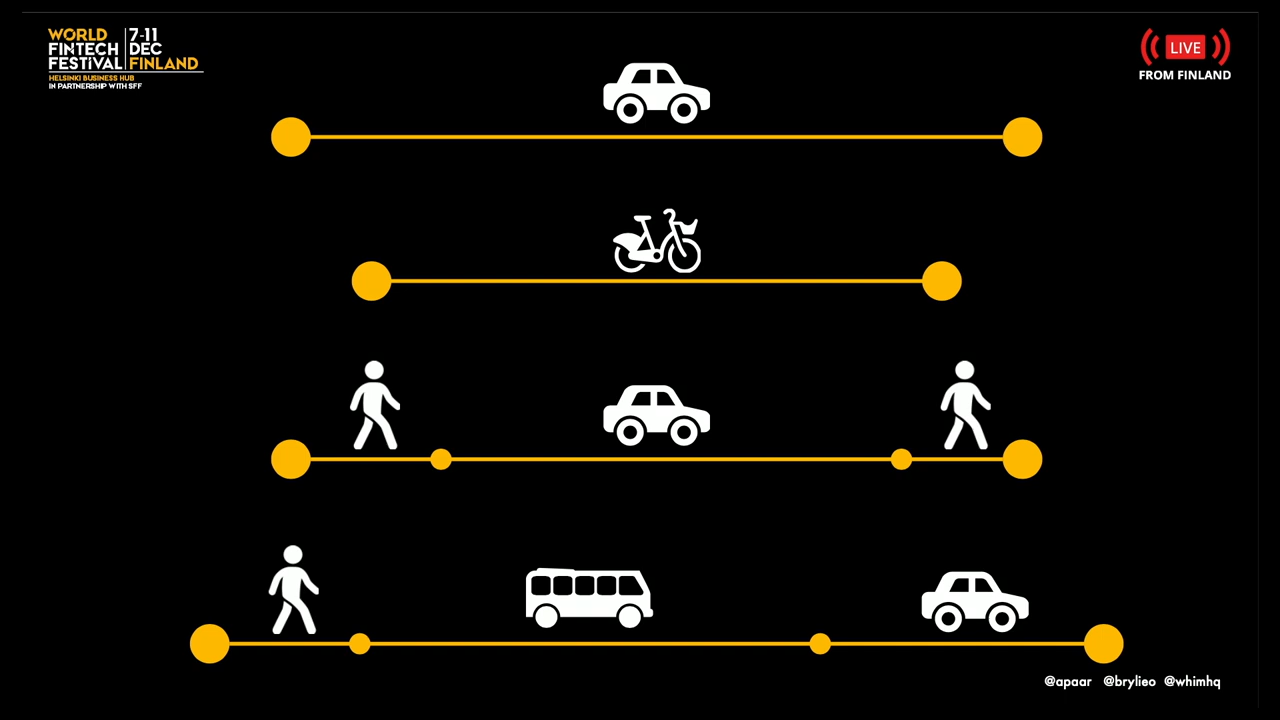 WORLD
FINTECH
FESTIVAL
7-11
DEC
FINLAND
HELSINKI BUSINESS HUB
IN PARTNERSHIP WITH SFF
LIVE
FROM FINLAND
@apaar @brylieo @whimhq